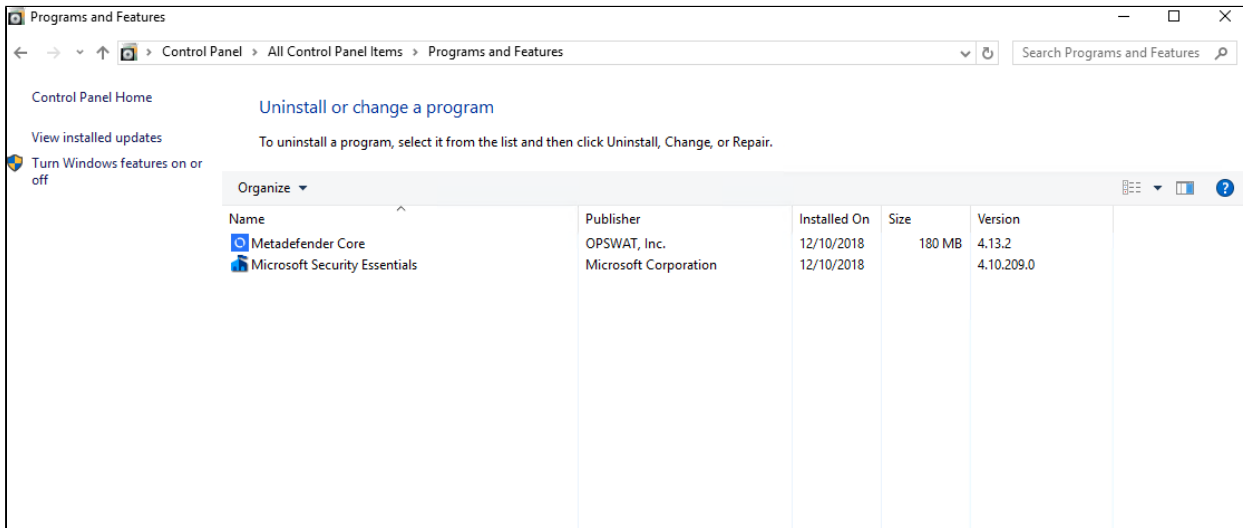 Programs and Features
Control Panel > All Control Panel Items > Programs and Features
Search Programs and Features
Control Panel Home
View installed updates
Turn Windows features on or
off
Uninstall or change a program
To uninstall a program, select it from the list and then click Uninstall, Change, or Repair.
Organize
Name Publisher Installed On Size Version
Metadefender Core OPSWAT, Inc. 12/10/2018 180 MB 4.13.2
Microsoft Security Essentials Microsoft Corporation 12/10/2018 4.10.209.0